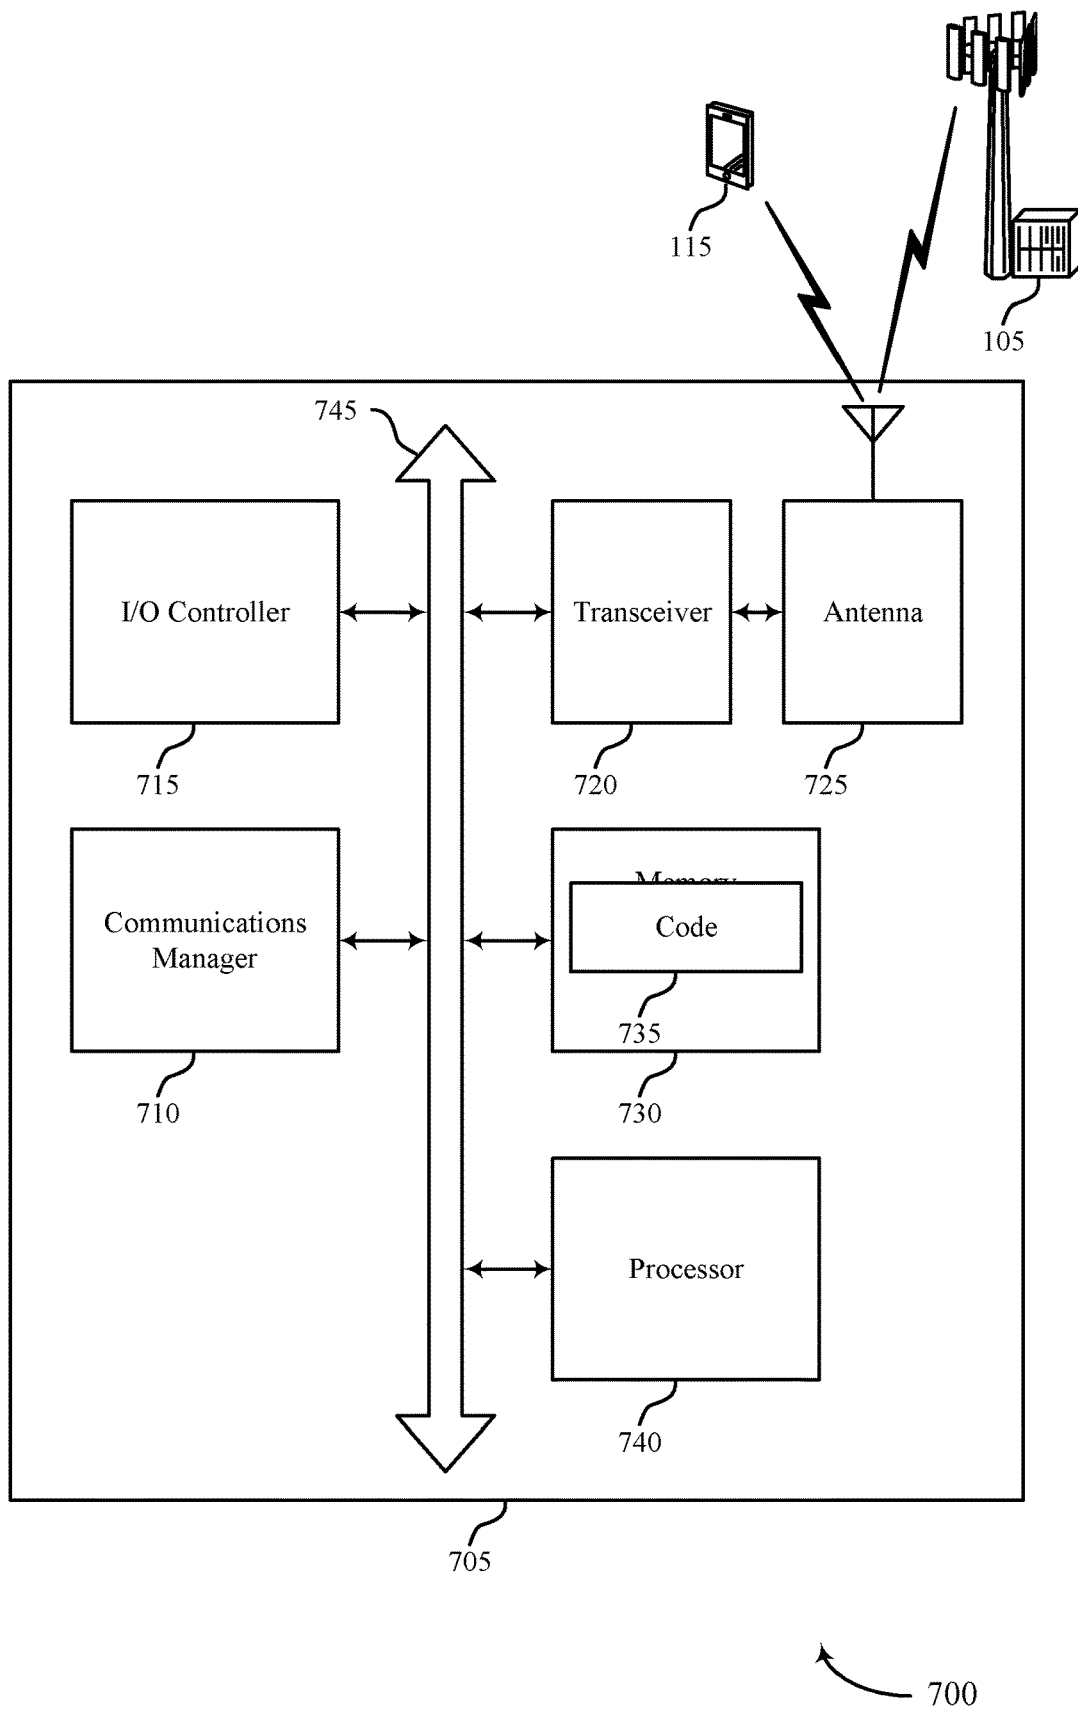 115
105
745
I/O Controller
Transceiver
Antenna
715
720
725
Communications
Manager
Memory
Code
735
710
730
Processor
740
705
700